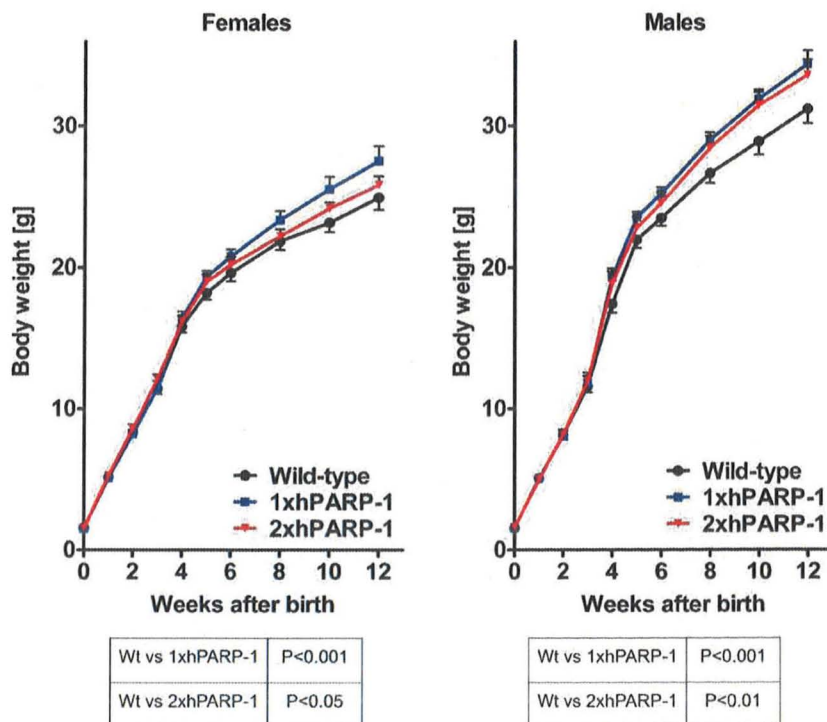 Females
Body weight [g]
30
20
10
0
Wild-type
1xhPARP-1
2xhPARP-1
0 2 4 6 8 10 12
Weeks after birth
Wt vs 1xhPARP-1 P<0.001
Wt vs 2xhPARP-1 P<0.05
Males
Body weight [g]
30
20
10
0
Wild-type
1xhPARP-1
2xhPARP-1
0 2 4 6 8 10 12
Weeks after birth
Wt vs 1xhPARP-1 P<0.001
Wt vs 2xhPARP-1 P<0.01